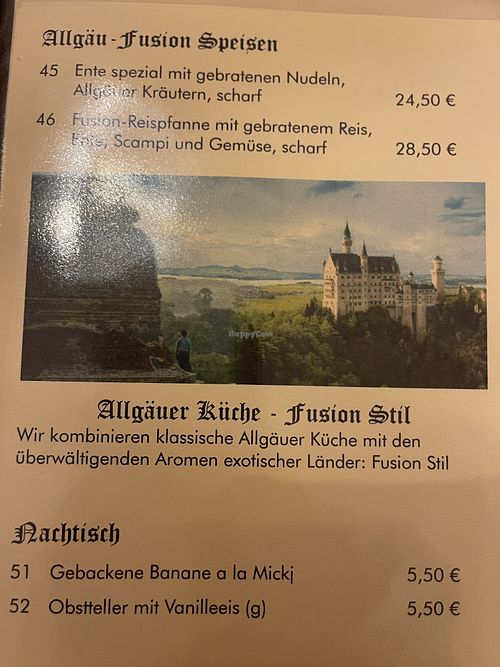 Allgäu-Fusion Speisen
45 Ente spezial mit gebratenen Nudeln,
Allgäuer Kräutern, scharf 24,50 €
46 Fusion-Reispfanne mit gebratenem Reis,
Ente, Scampi und Gemüse, scharf 28,50 €
HappyCow
Allgäuer Küche - Fusion Stil
Wir kombinieren klassische Allgäuer Küche mit den
überwältigenden Aromen exotischer Länder: Fusion Stil
Nachtisch
51 Gebackene Banane a la Mickj 5,50 €
52 Obstteller mit Vanilleeis (g) 5,50 €